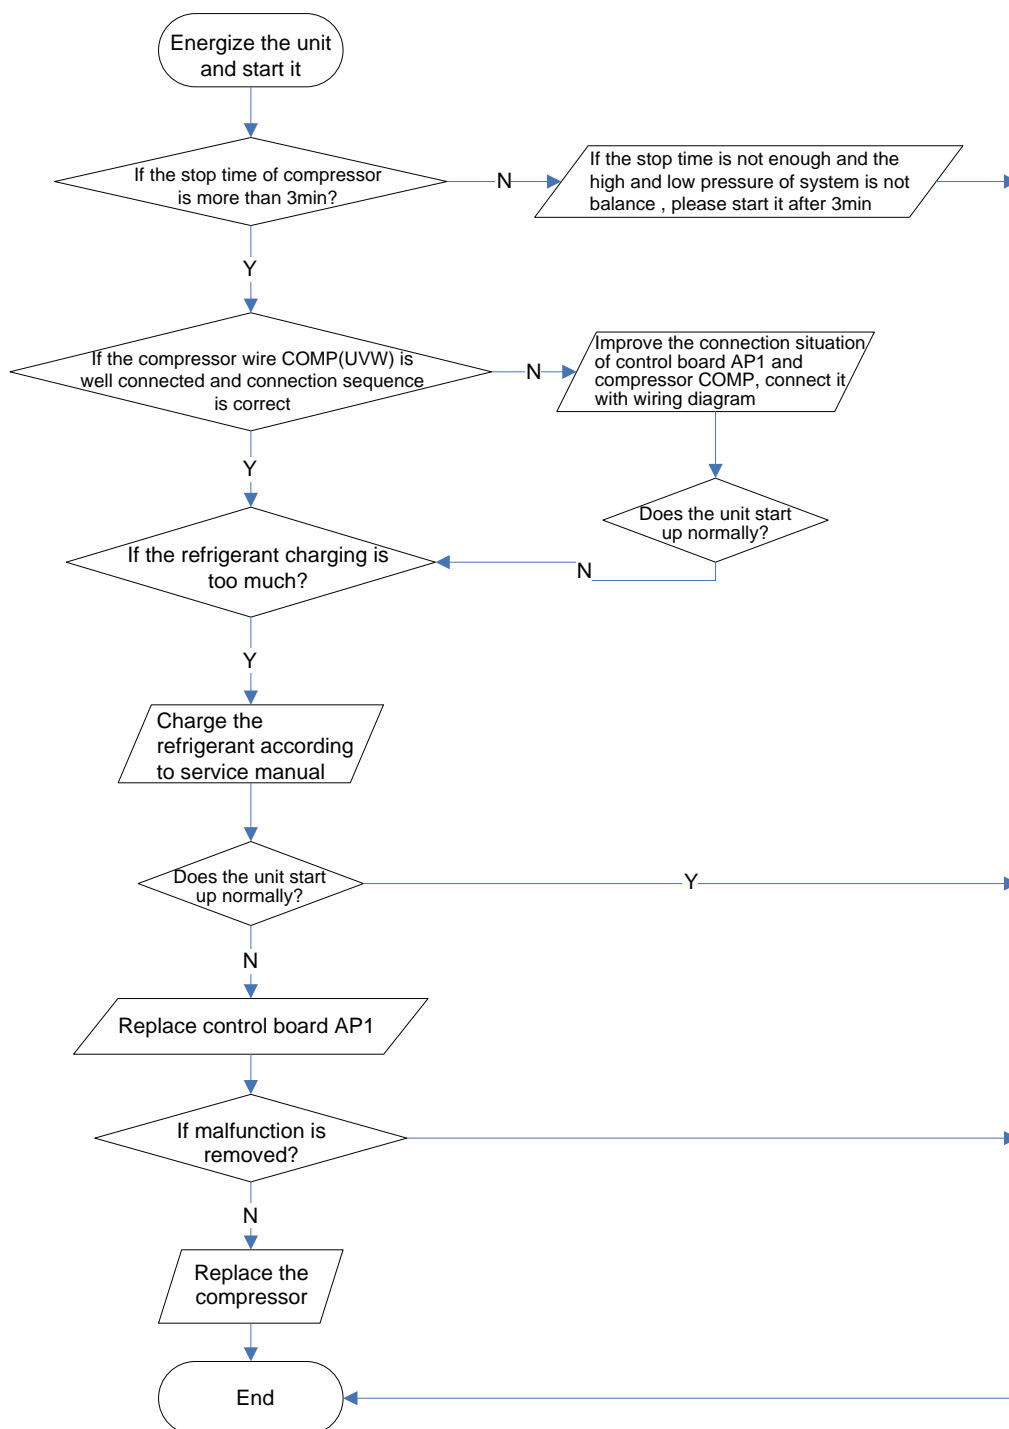 Energize the unit
and start it
If the stop time of compressor
is more than 3min?
N
If the stop time is not enough and the
high and low pressure of system is not
balance , please start it after 3min
Y
If the compressor wire COMP(UVW) is
well connected and connection sequence
is correct
N
Improve the connection situation
of control board AP1 and
compressor COMP, connect it
with wiring diagram
Y
Does the unit start
up normally?
If the refrigerant charging is
too much?
N
Y
Charge the
refrigerant according
to service manual
Does the unit start
up normally?
Y
N
Replace control board AP1
If malfunction is
removed?
N
Replace the
compressor
End